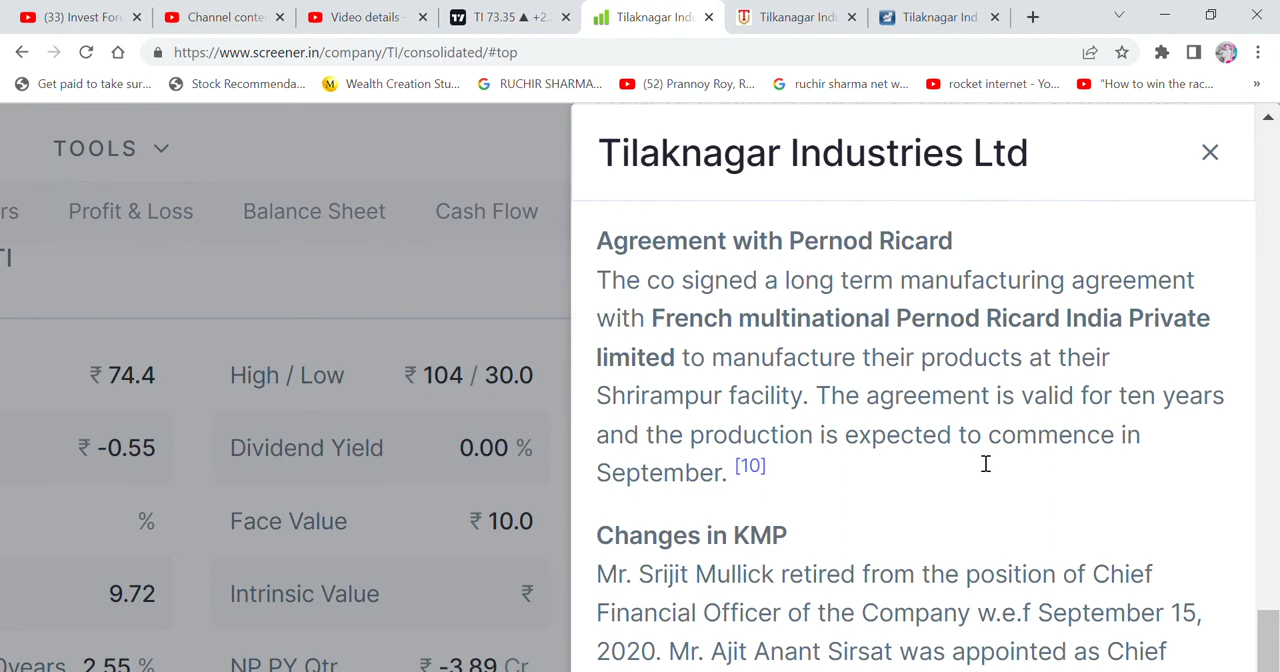 (33) Invest For
Channel conte
Video details -
TI 73.35 ▲ +2.
Tilaknagar Indu
Tilkanagar Indu
Tilaknagar Ind
https://www.screener.in/company/TI/consolidated/#top
Get paid to take sur...
Stock Recommenda...
Wealth Creation Stu...
RUCHIR SHARMA...
(52) Prannoy Roy, R...
ruchir sharma net w...
rocket internet - Yo...
"How to win the rac...
»
TOOLS
rs Profit & Loss Balance Sheet Cash Flow
TI
₹ 74.4 High / Low ₹ 104 / 30.0
₹ -0.55 Dividend Yield 0.00 %
% Face Value ₹ 10.0
9.72 Intrinsic Value ₹
0years 2.55 % NP PY Qtr ₹ -3.89 Cr
Tilaknagar Industries Ltd
Agreement with Pernod Ricard
The co signed a long term manufacturing agreement
with French multinational Pernod Ricard India Private
limited to manufacture their products at their
Shrirampur facility. The agreement is valid for ten years
and the production is expected to commence in
September. [10]
Changes in KMP
Mr. Srijit Mullick retired from the position of Chief
Financial Officer of the Company w.e.f September 15,
2020. Mr. Ajit Anant Sirsat was appointed as Chief